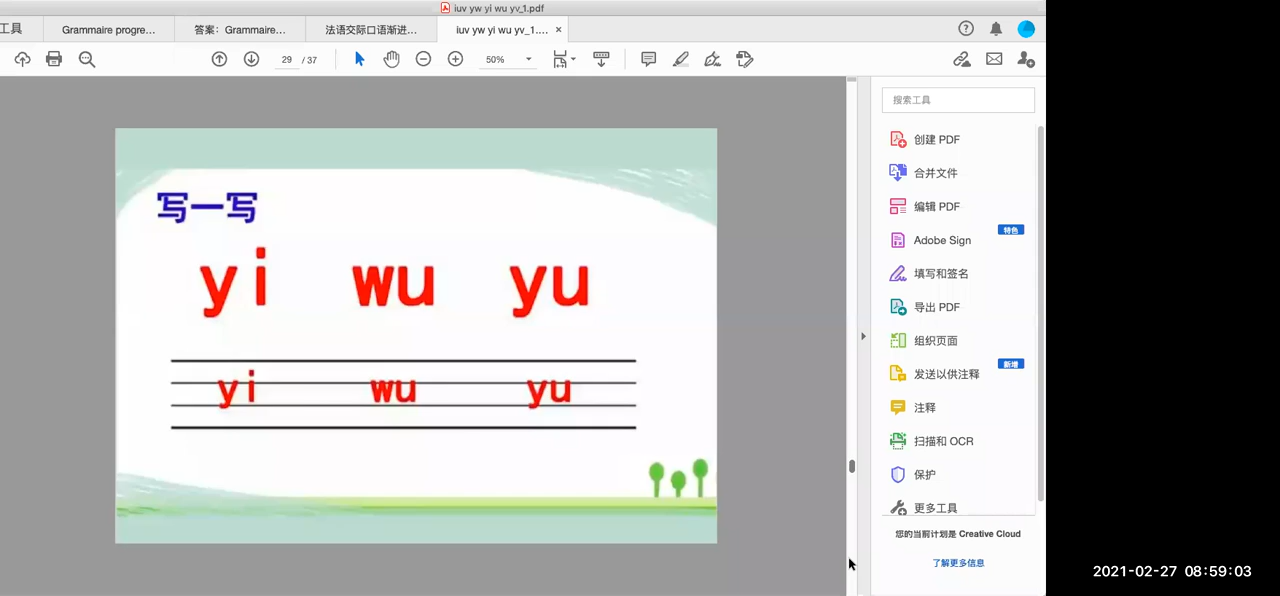 iuv yw yi wu yv_1.pdf
工具
Grammaire progre...
答案：Grammaire...
法语交际口语渐进...
iuv yw yi wu yv_1.... ×
29 / 37
50%
搜索工具
创建 PDF
合并文件
编辑 PDF
特色
Adobe Sign
填写和签名
导出 PDF
组织页面
新增
发送以供注释
注释
扫描和 OCR
保护
更多工具
您的当前计划是 Creative Cloud
了解更多信息
写一写
yi wu yu
yi wu yu
2021-02-27 08:59:03